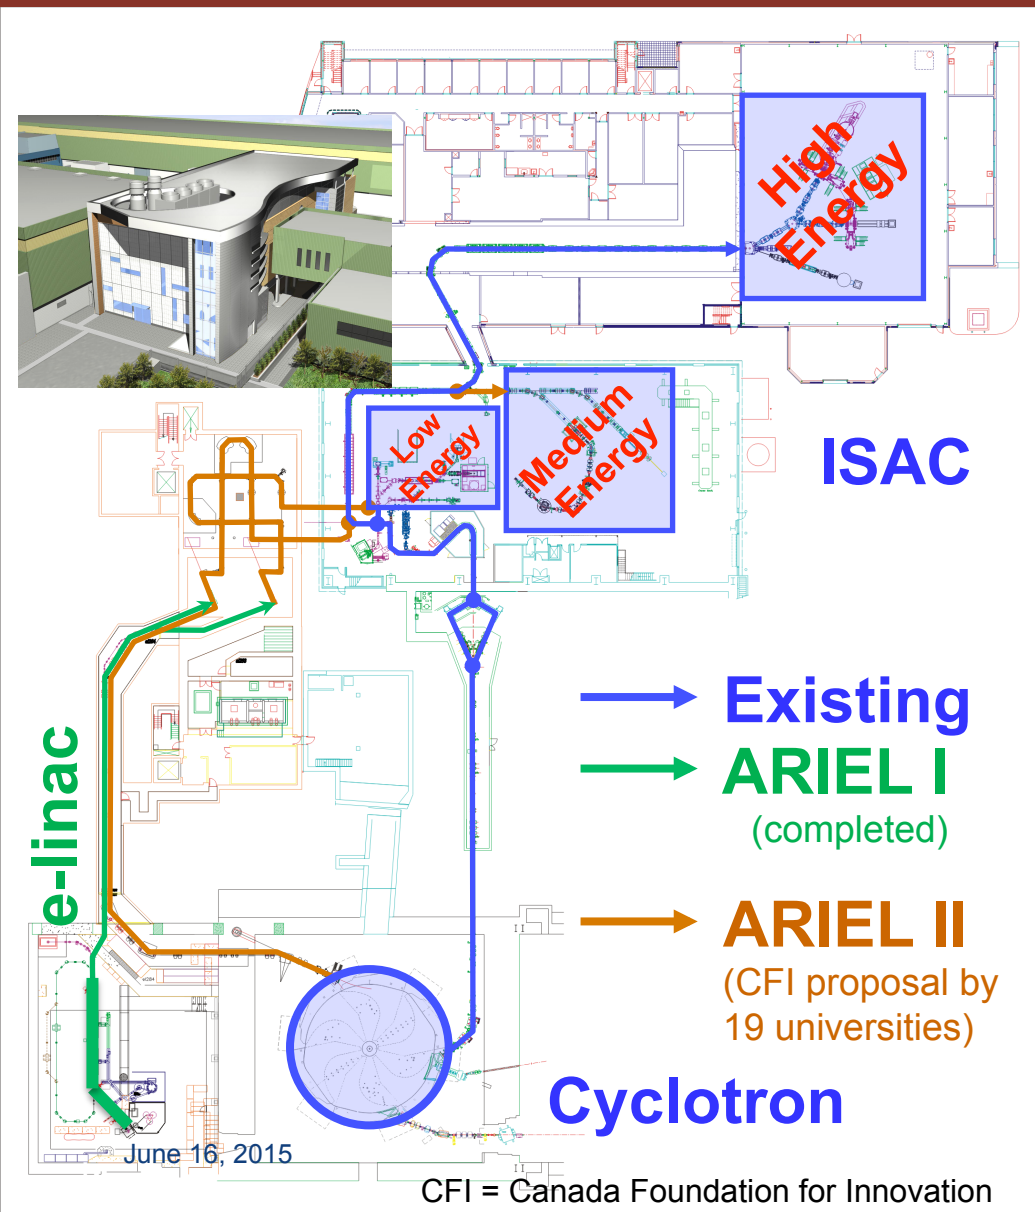 High
Energy
Low
Energy
Medium
Energy
ISAC
Existing
ARIEL I
(completed)
e-linac
ARIEL II
(CFI proposal by
19 universities)
Cyclotron
June 16, 2015
CFI = Canada Foundation for Innovation